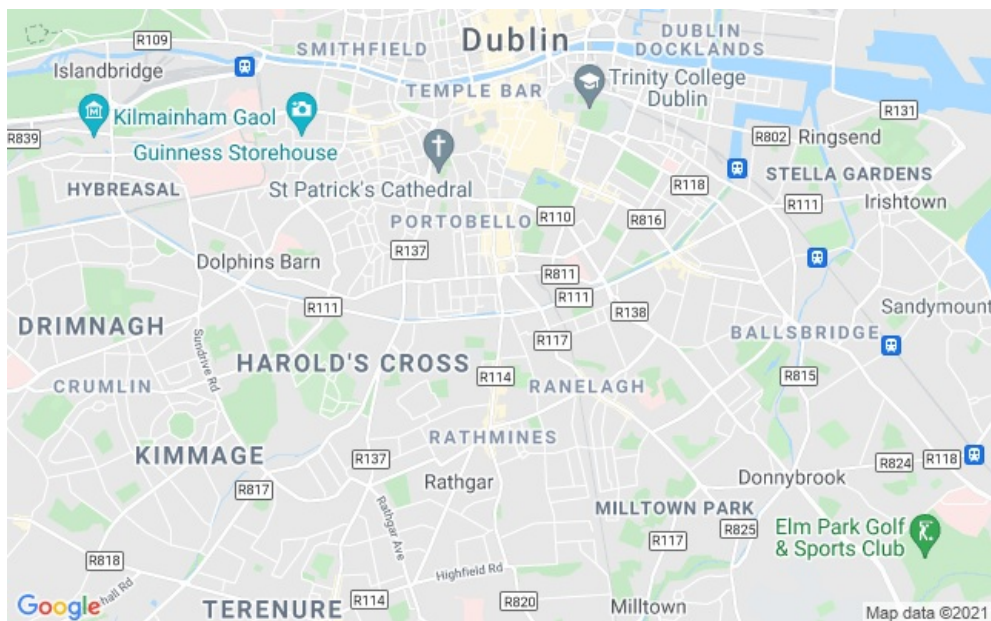 R109
SMITHFIELD
Dublin
DUBLIN
DOCKLANDS
Islandbridge
TEMPLE BAR
Trinity College
Dublin
Kilmainham Gaol
R131
R839
Guinness Storehouse
R802
Ringsend
HYBREASAL
St Patrick's Cathedral
R118
STELLA GARDENS
PORTOBELLO
R110
R816
R111
Irishtown
R137
Dolphins Barn
R811
R111
R111
R138
Sandymount
DRIMNAGH
R117
BALLSBRIDGE
Sundrive Rd
HAROLD'S CROSS
CRUMLIN
R114
RANELAGH
R815
RATHMINES
KIMMAGE
R137
Rathgar
R824
R118
R817
Donnybrook
Rathgar Ave
MILLTOWN PARK
R825
Elm Park Golf
& Sports Club
R117
R818
Highfield Rd
Google
hall Rd
TERENURE
R114
R820
Milltown
Map data ©2021